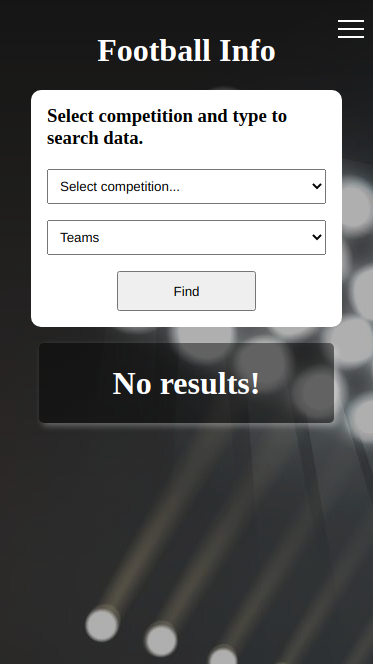 Football Info
Select competition and type to
search data.
Select competition...
Teams
Find
No results!